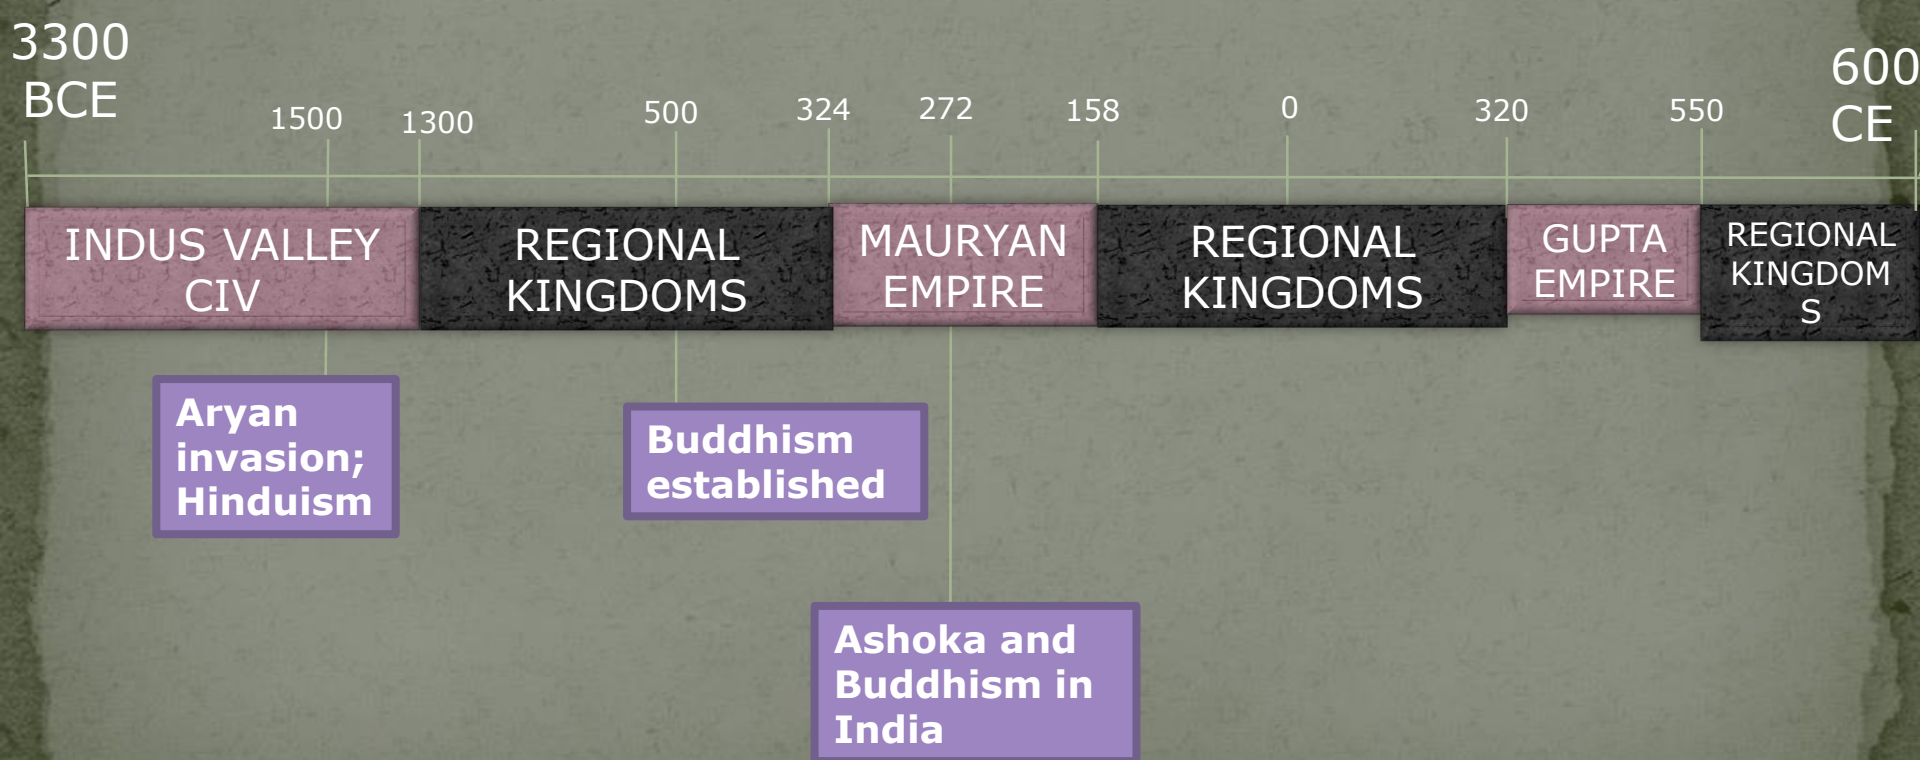 3300
BCE
1500
1300
500
324
272
158
0
320
550
600
CE
INDUS VALLEY
CIV
REGIONAL
KINGDOMS
MAURYAN
EMPIRE
REGIONAL
KINGDOMS
GUPTA
EMPIRE
REGIONAL
KINGDOM
S
Aryan
invasion;
Hinduism
Buddhism
established
Ashoka and
Buddhism in
India